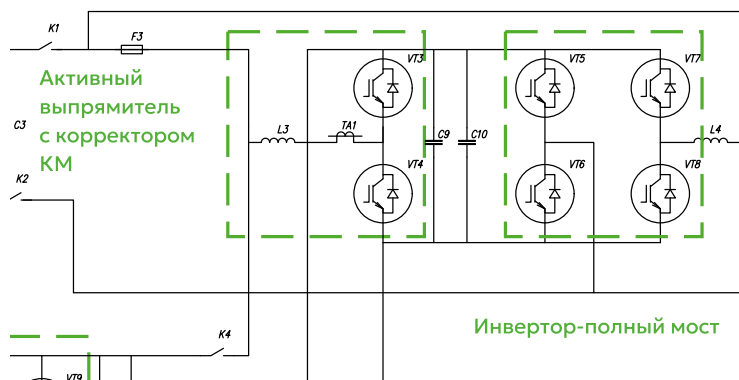 K1
F3
VT3
VT5
VT7
Активный
выпрямитель
с корректором
КМ
C3
L3
TA1
C9
C10
L4
VT4
VT6
VT8
K2
Инвертор-полный мост
K4
VT9